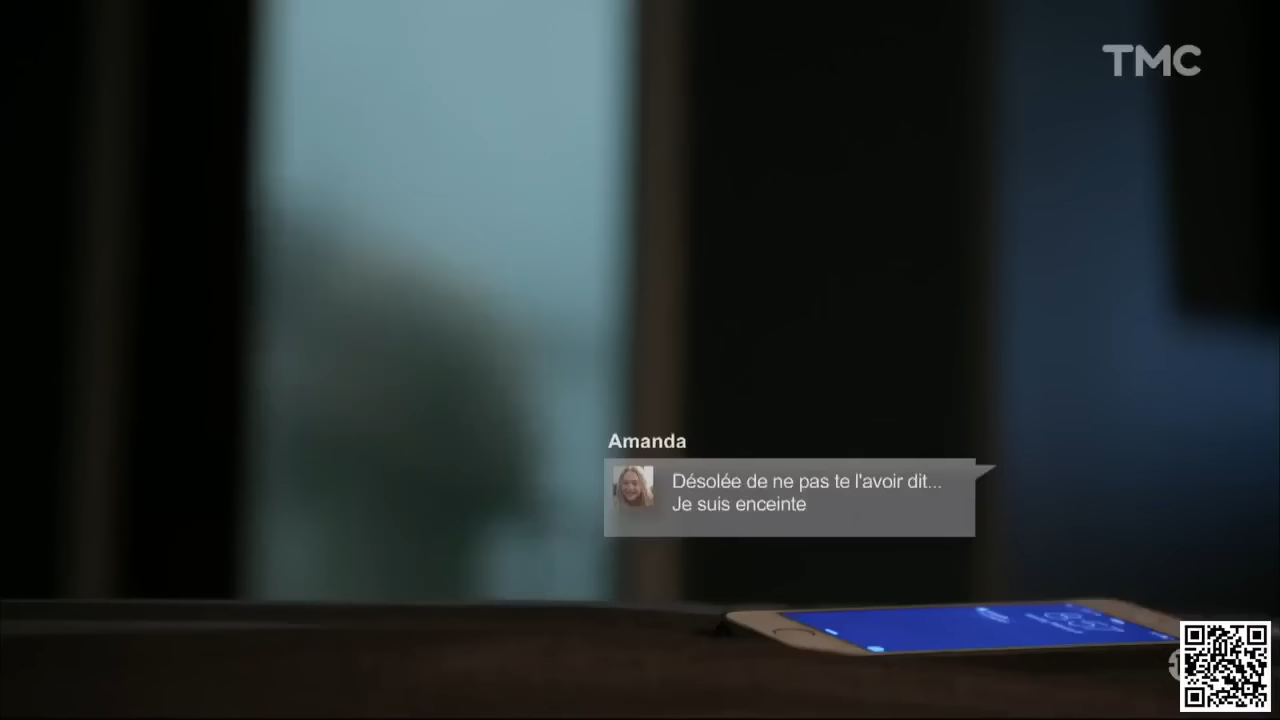 TMC
Amanda
Désolée de ne pas te l'avoir dit...
Je suis enceinte